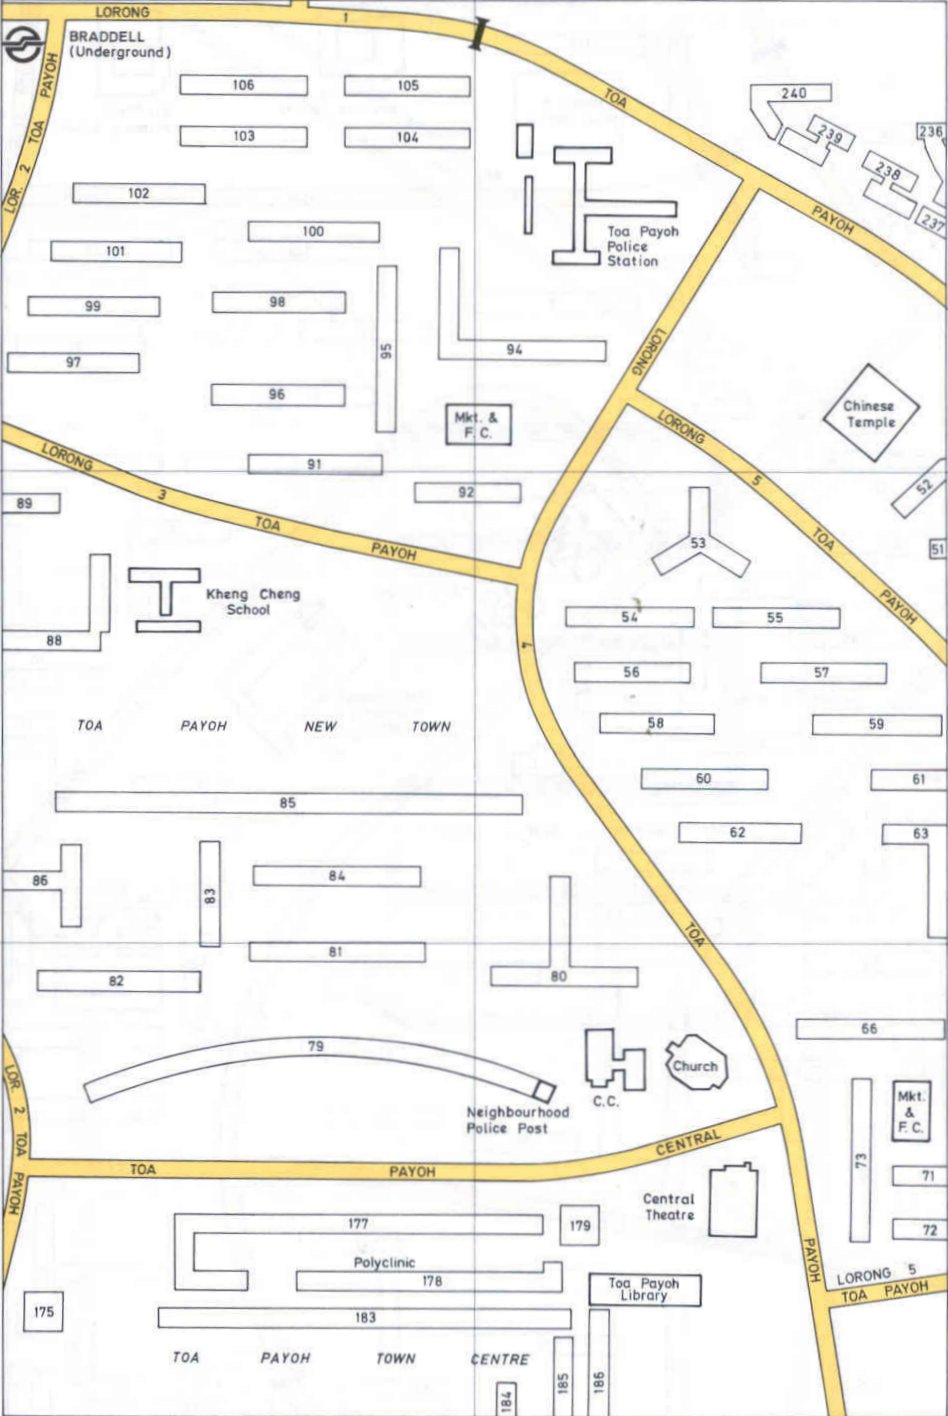 LORONG 1 TOA PAYOH
BRADDELL
(Underground)
LOR. 2 TOA PAYOH
106
105
240
103
104
239
236
238
102
237
100
Toa Payoh
Police
Station
101
99
98
95
94
LORONG 4 TOA PAYOH
97
96
Chinese
Temple
Mkt. &
F. C.
LORONG 5 TOA PAYOH
LORONG 3 TOA PAYOH
91
92
52
89
53
51
Kheng Cheng
School
54
55
88
56
57
TOA PAYOH NEW TOWN
58
59
60
61
85
62
63
86
83
84
81
82
80
66
79
C.C.
Church
LOR. 2 TOA PAYOH
Neighbourhood
Police Post
Mkt.
&
F. C.
73
71
72
TOA PAYOH CENTRAL
Central
Theatre
177
179
Polyclinic
178
Toa Payoh
Library
LORONG 5
TOA PAYOH
175
183
TOA PAYOH TOWN CENTRE
184
185
186